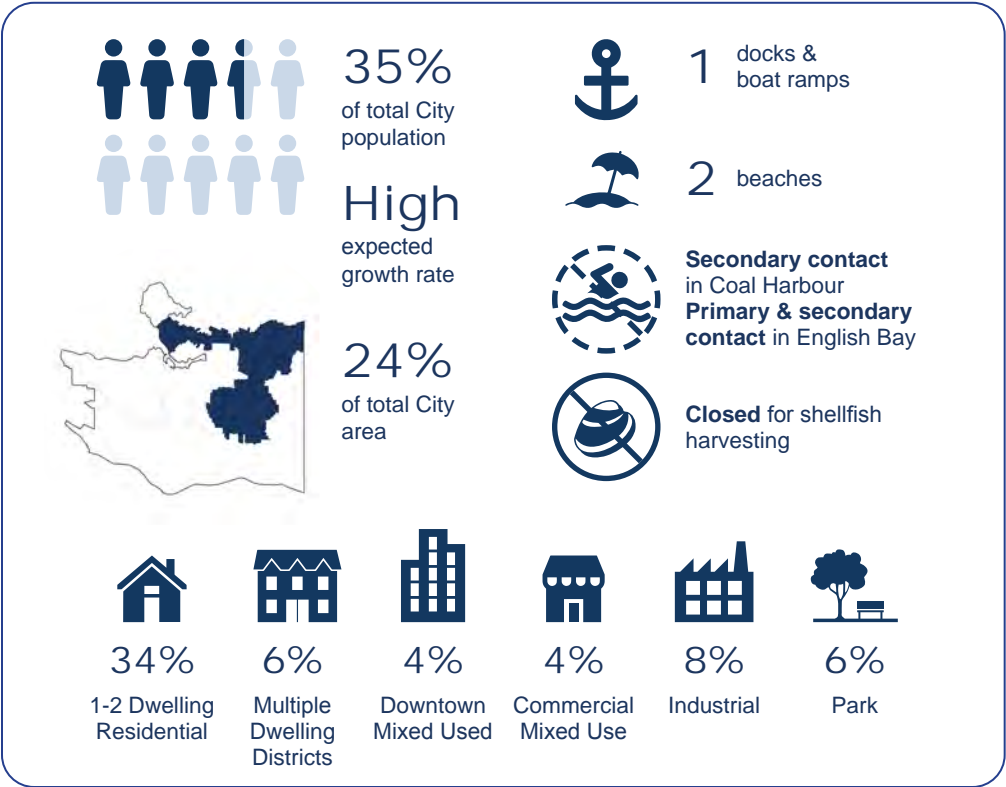 35%
of total City
population
High
expected
growth rate
24%
of total City
area
1
docks &
boat ramps
2
beaches
Secondary contact
in Coal Harbour
Primary & secondary
contact in English Bay
Closed for shellfish
harvesting
34%
1-2 Dwelling
Residential
6%
Multiple
Dwelling
Districts
4%
Downtown
Mixed Used
4%
Commercial
Mixed Use
8%
Industrial
6%
Park